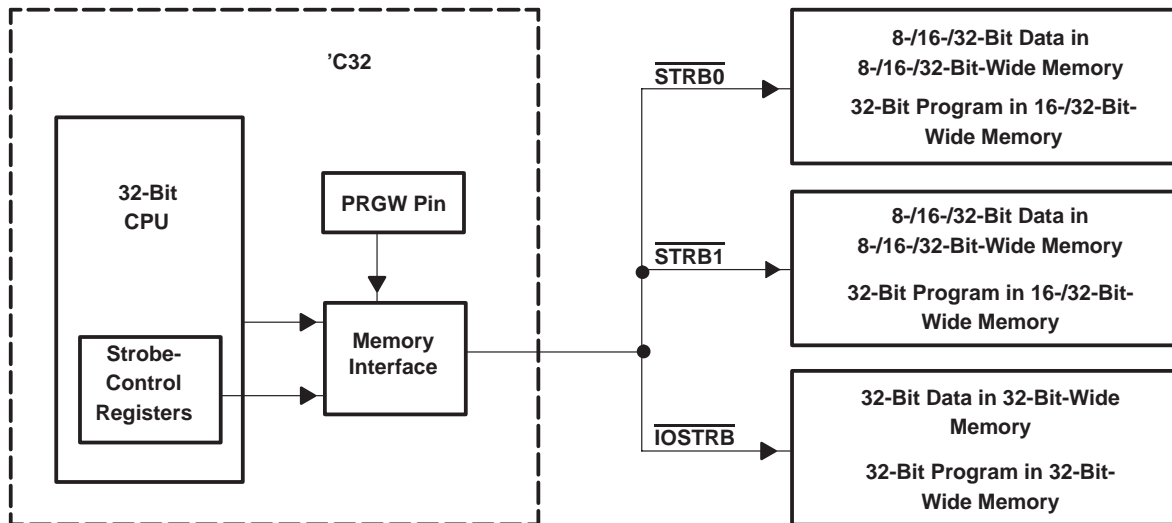 'C32
32-Bit
CPU
PRGW Pin
Strobe-
Control
Registers
Memory
Interface
STRB0
8-/16-/32-Bit Data in
8-/16-/32-Bit-Wide Memory
32-Bit Program in 16-/32-Bit-
Wide Memory
STRB1
8-/16-/32-Bit Data in
8-/16-/32-Bit-Wide Memory
32-Bit Program in 16-/32-Bit-
Wide Memory
IOSTRB
32-Bit Data in 32-Bit-Wide
Memory
32-Bit Program in 32-Bit-
Wide Memory